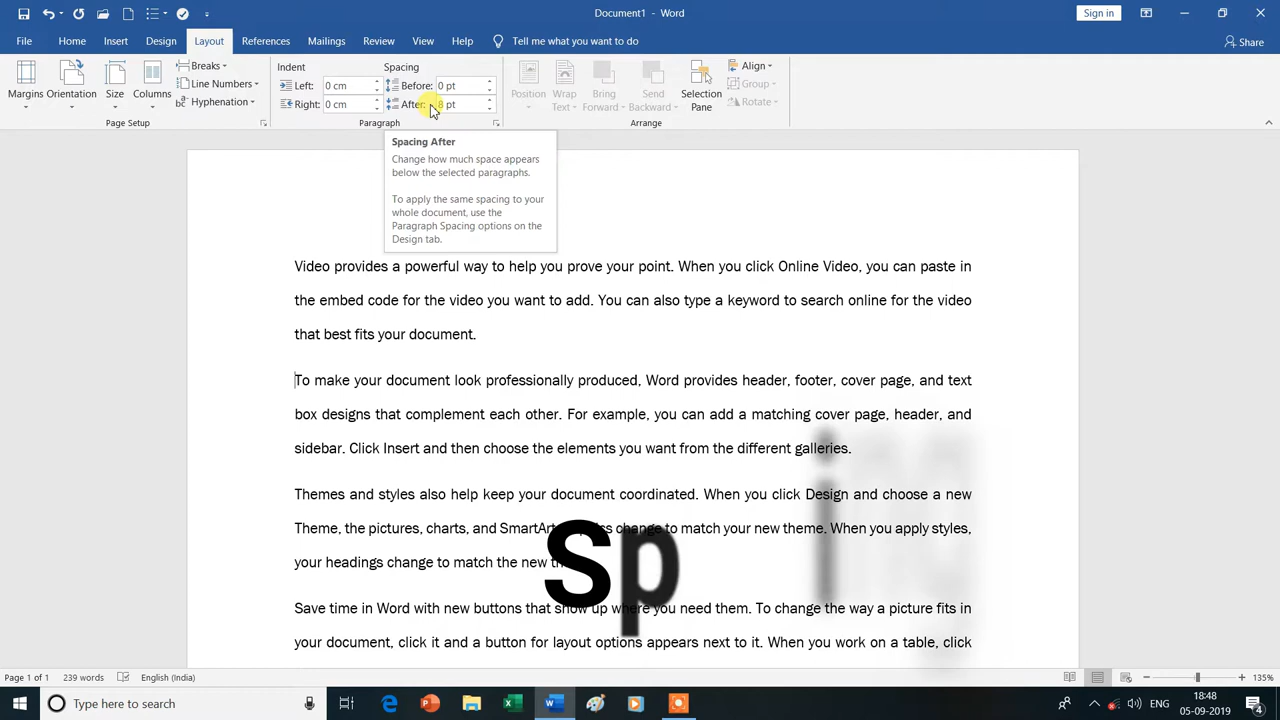 Document1 - Word
Sign in
File Home Insert Design Layout References Mailings Review View Help Tell me what you want to do Share
Margins Orientation Size Columns
Breaks
Line Numbers
Hyphenation
Page Setup
Indent
Left: 0 cm
Right: 0 cm
Spacing
Before: 0 pt
After: 8 pt
Paragraph
Position Wrap Text Bring Forward Send Backward Selection Pane
Align
Group
Rotate
Arrange
Spacing After
Change how much space appears
below the selected paragraphs.
To apply the same spacing to your
whole document, use the
Paragraph Spacing options on the
Design tab.
Video provides a powerful way to help you prove your point. When you click Online Video, you can paste in
the embed code for the video you want to add. You can also type a keyword to search online for the video
that best fits your document.
To make your document look professionally produced, Word provides header, footer, cover page, and text
box designs that complement each other. For example, you can add a matching cover page, header, and
sidebar. Click Insert and then choose the elements you want from the different galleries.
Themes and styles also help keep your document coordinated. When you click Design and choose a new
Theme, the pictures, charts, and SmartArt change to match your new theme. When you apply styles,
your headings change to match the new
Sp i
Save time in Word with new buttons that show up where you need them. To change the way a picture fits in
your document, click it and a button for layout options appears next to it. When you work on a table, click
Page 1 of 1 239 words English (India) 135%
Type here to search
ENG
18:48
05-09-2019
4